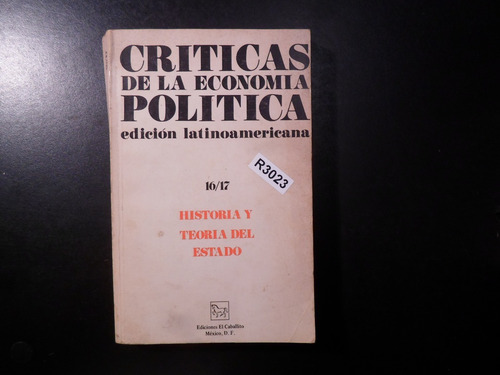 CRITICAS
DE LA ECONOMIA
POLITICA
edición latinoamericana
R3023
16/17
HISTORIA Y
TEORIA DEL
ESTADO
Ediciones El Caballito
México, D. F.